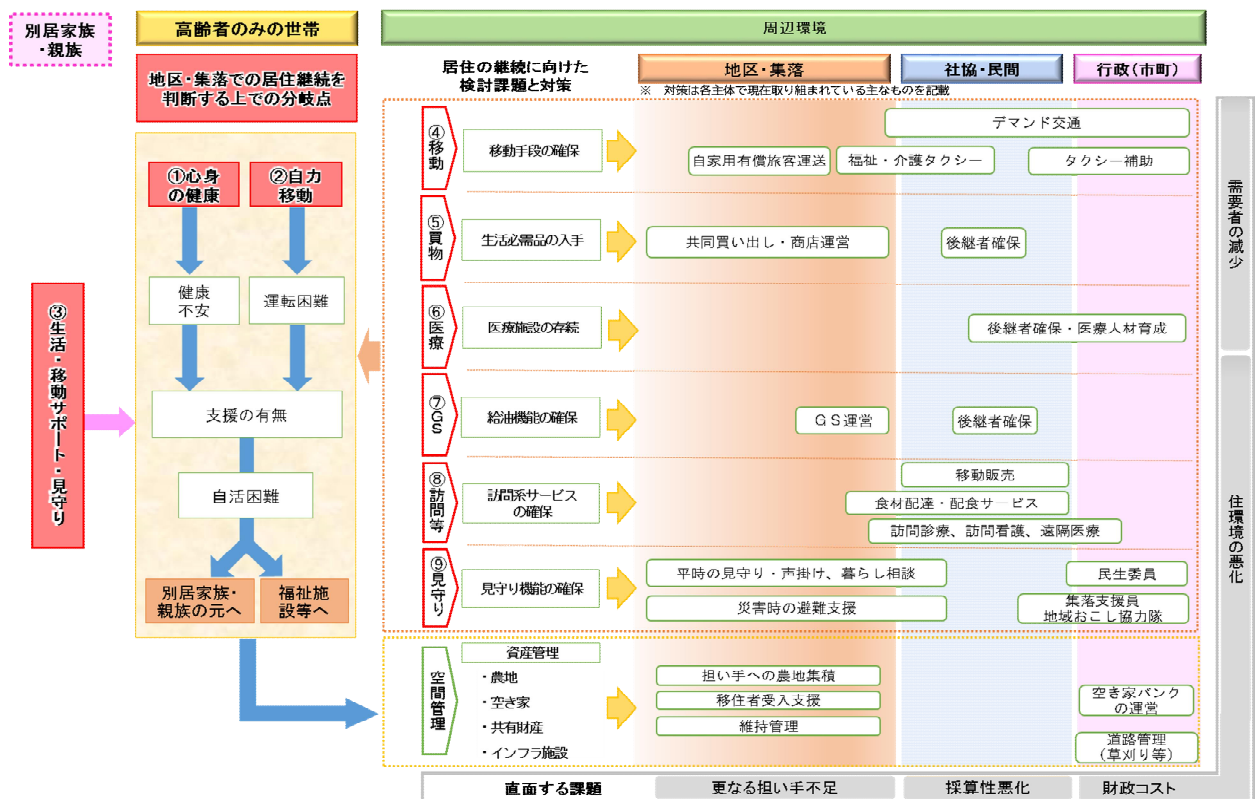 別居家族
・親族
高齢者のみの世帯
周辺環境
地区・集落での居住継続を
判断する上での分岐点
居住の継続に向けた
検討課題と対策
地区・集落
社協・民間
行政(市町)
※　対策は各主体で現在取り組まれている主なものを記載
①心身
の健康
②自力
移動
健康
不安
運転困難
③生活・移動サポート・見守り
支援の有無
自活困難
別居家族・
親族の元へ
福祉施
設等へ
④移動
移動手段の確保
デマンド交通
自家用有償旅客運送
福祉・介護タクシー
タクシー補助
⑤買物
生活必需品の入手
共同買い出し・商店運営
後継者確保
⑥医療
医療施設の存続
後継者確保・医療人材育成
⑦GS
給油機能の確保
GS運営
後継者確保
⑧訪問等
訪問系サービス
の確保
移動販売
食材配達・配食サービス
訪問診療、訪問看護、遠隔医療
⑨見守り
見守り機能の確保
平時の見守り・声掛け、暮らし相談
民生委員
災害時の避難支援
集落支援員
地域おこし協力隊
空間管理
資産管理
・農地
・空き家
・共有財産
・インフラ施設
担い手への農地集積
移住者受入支援
維持管理
空き家バンク
の運営
道路管理
(草刈り等)
需要者の減少
住環境の悪化
直面する課題
更なる担い手不足
採算性悪化
財政コスト